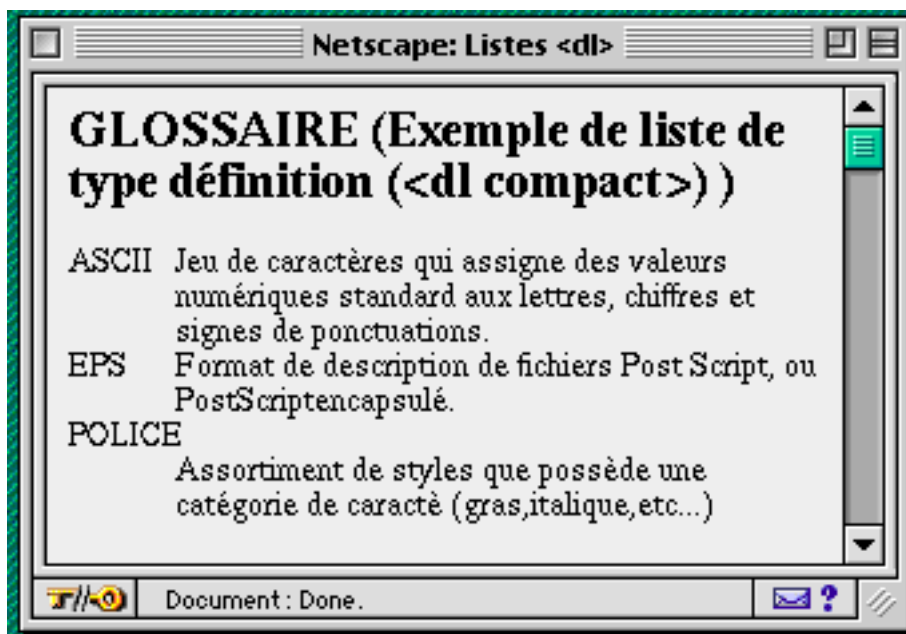 Netscape: Listes <dl>
GLOSSAIRE (Exemple de liste de
type définition (<dl compact>) )
ASCII Jeu de caractères qui assigne des valeurs
numériques standard aux lettres, chiffres et
signes de ponctuations.
EPS Format de description de fichiers Post Script, ou
PostScriptencapsulé.
POLICE
Assortiment de styles que possède une
catégorie de caractè (gras,italique,etc...)
Document : Done.
?